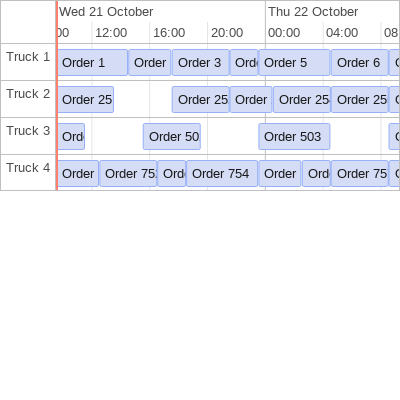 Wed 21 October Thu 22 October
00 12:00 16:00 20:00 00:00 04:00 08
Truck 1 Order 1 Order Order 3 Ord Order 5 Order 6
Truck 2 Order 25 Order 25 Order Order 25 Order 25
Truck 3 Ord Order 50 Order 503
Truck 4 Order Order 75 Ord Order 754 Order Ord Order 75